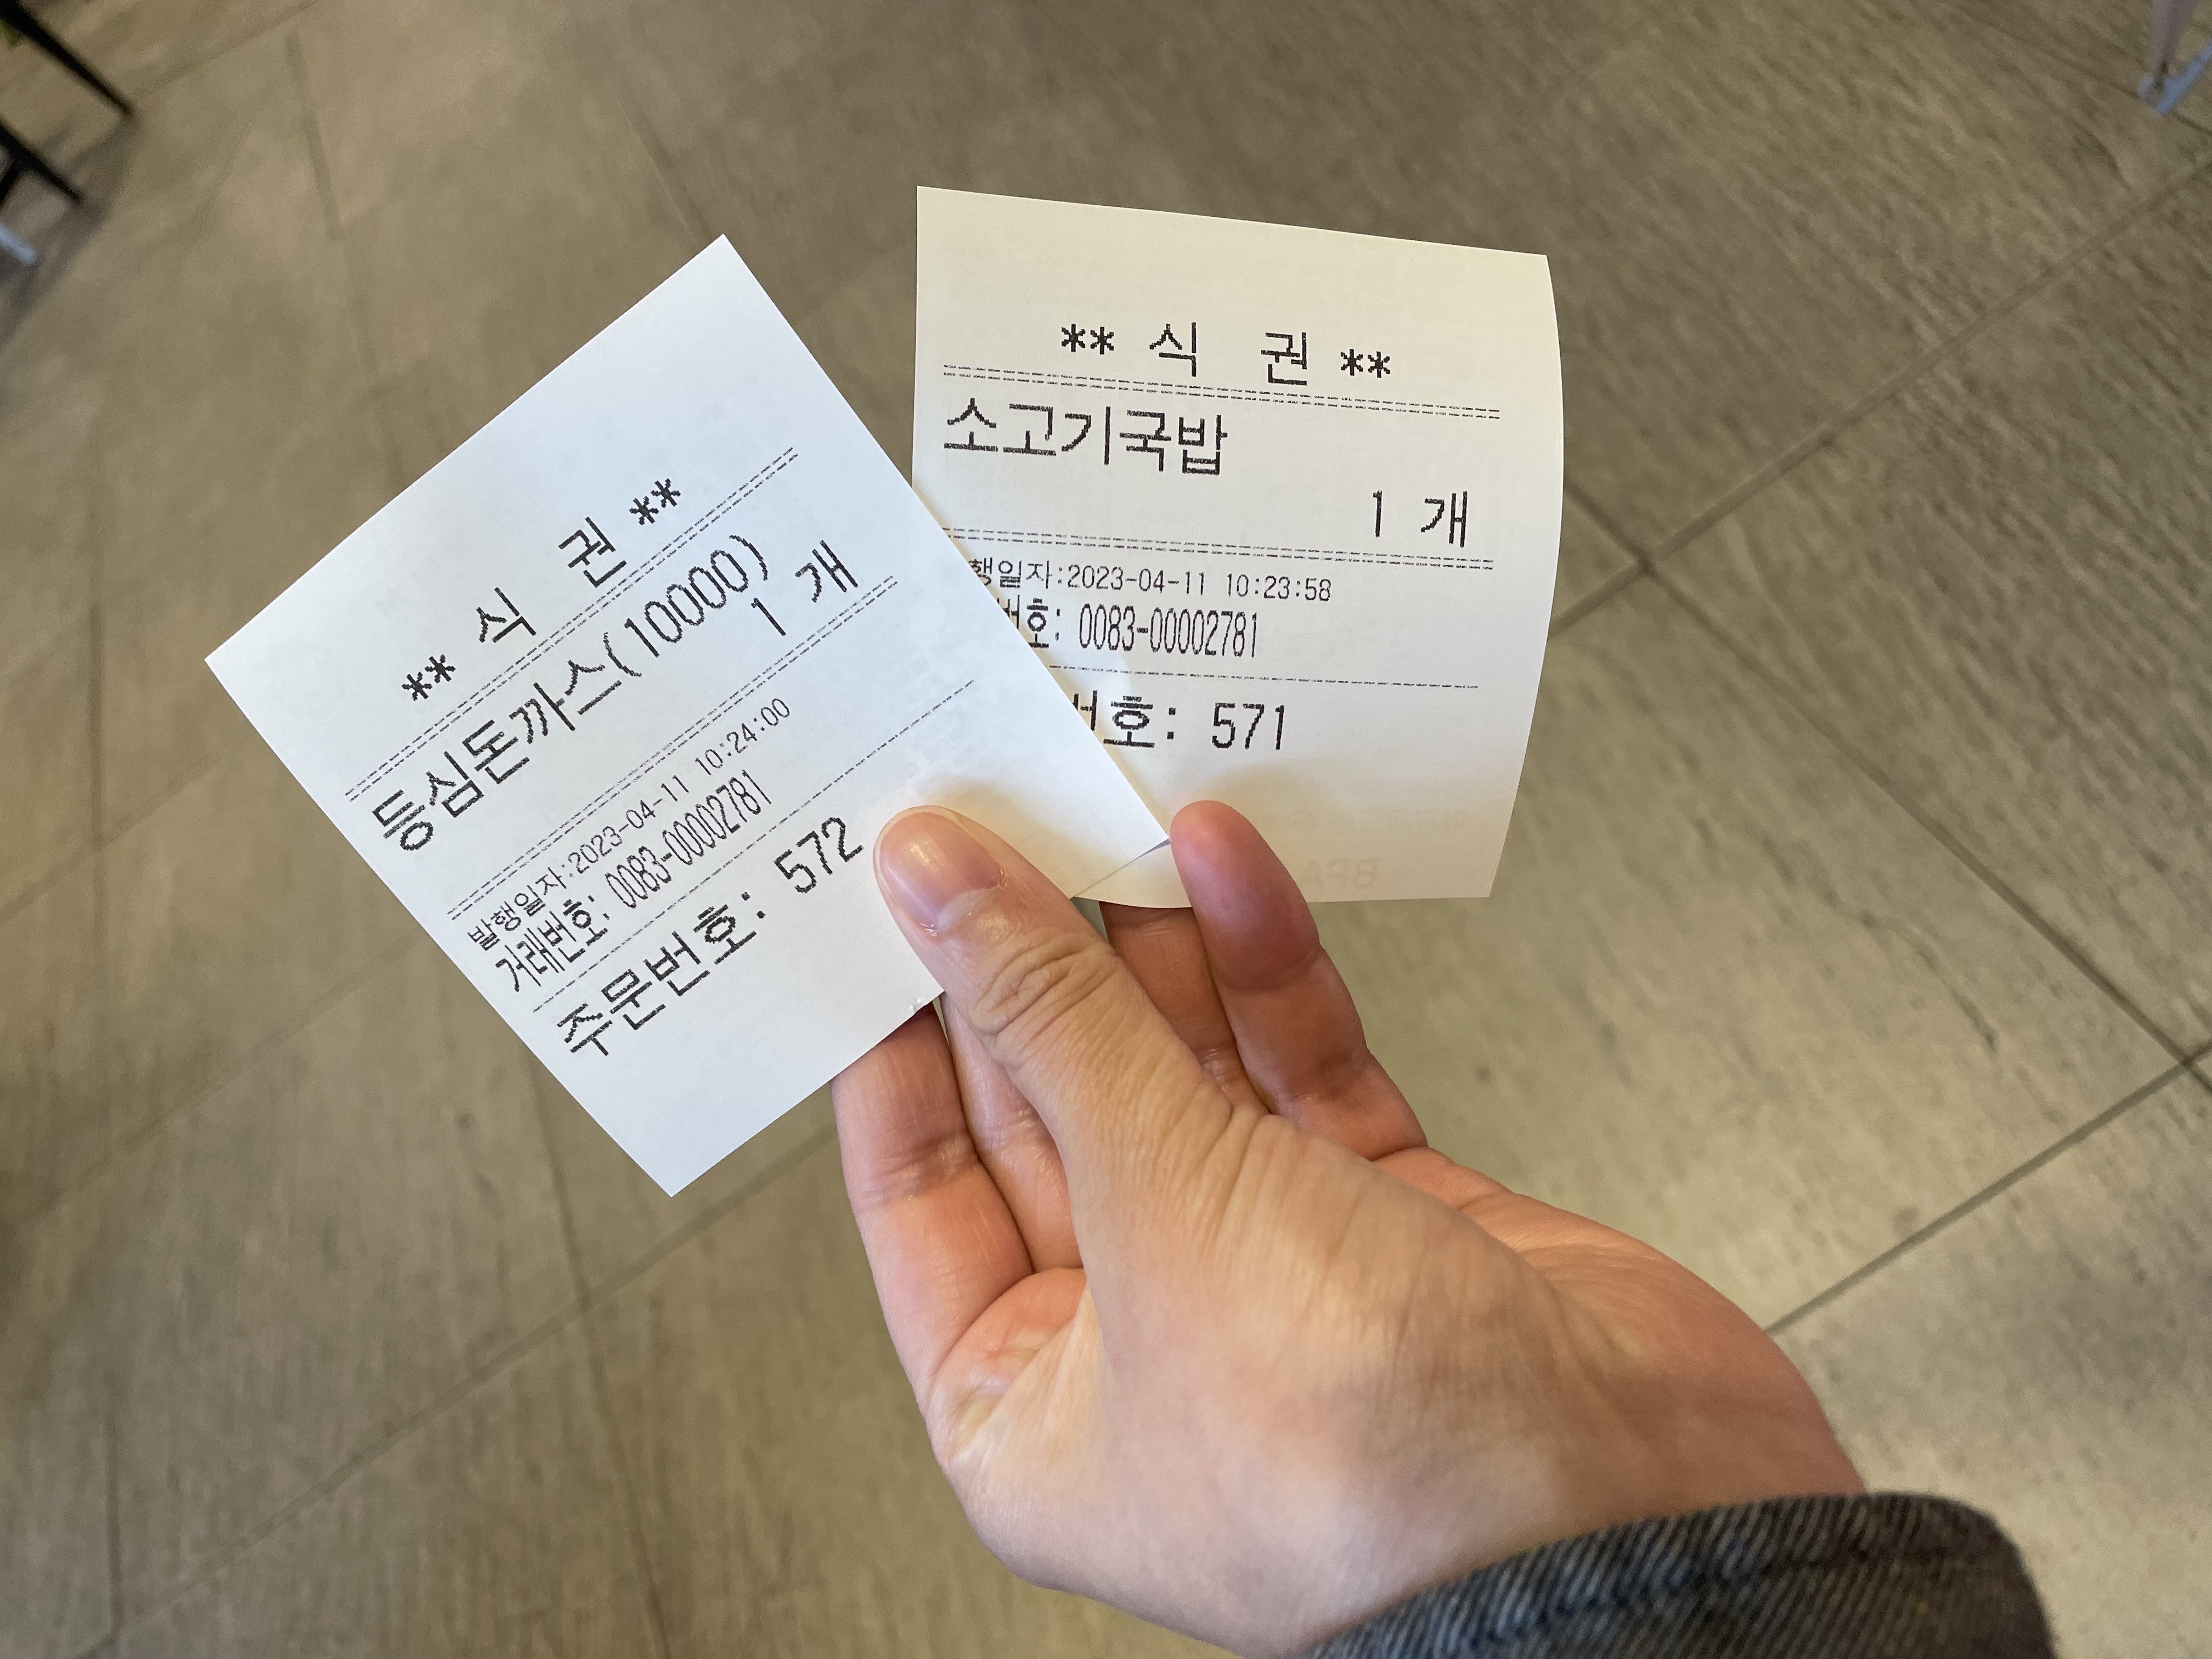 ** 식 권 **
등심돈까스(10000)
1 개
발행일자:2023-04-11 10:24:00
거래번호: 0083-00002781
주문번호: 572
** 식 권 **
소고기국밥
1 개
행일자:2023-04-11 10:23:58
번호: 0083-00002781
번호: 571